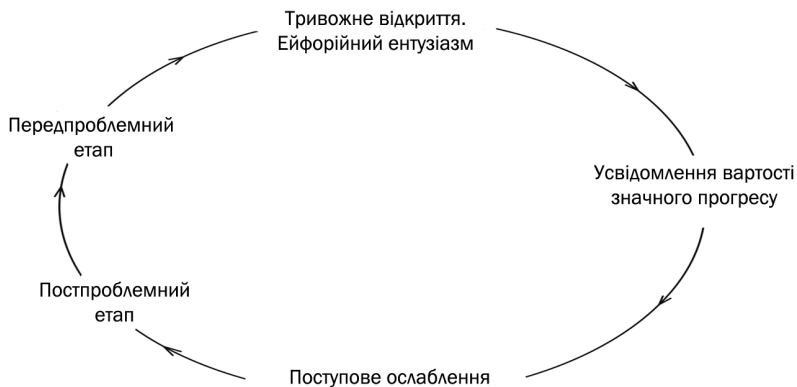 Тривожне відкриття.
Ейфорійний ентузіазм
Передпроблемний
етап
Усвідомлення вартості
значного прогресу
Постпроблемний
етап
Поступове ослаблення